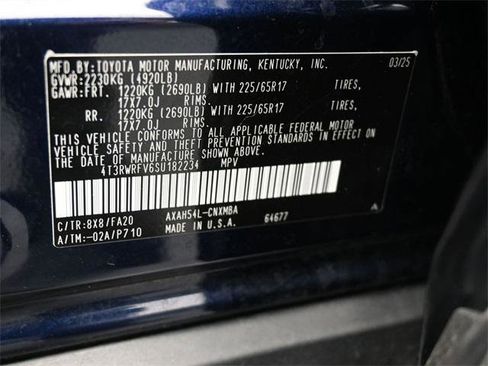 MFD.BY:TOYOTA MOTOR MANUFACTURING, KENTUCKY, INC. 03/25
GVWR:2230KG (4920LB)
GAWR:FRT. 1220KG (2690LB) WITH 225/65R17 TIRES,
17X7.0J RIMS.
RR. 1220KG (2690LB) WITH 225/65R17 TIRES,
17X7.0J RIMS.
THIS VEHICLE CONFORMS TO ALL APPLICABLE FEDERAL MOTOR
VEHICLE SAFETY AND THEFT PREVENTION STANDARDS IN EFFECT
ON THE DATE OF MANUFACTURE SHOWN ABOVE.
4T3RWRFV6SU182234 MPV
C/TR:8X8/FA20 AXAH54L-CNXMBA 64677 A
A/TM:-02A/P710 U.S.A.